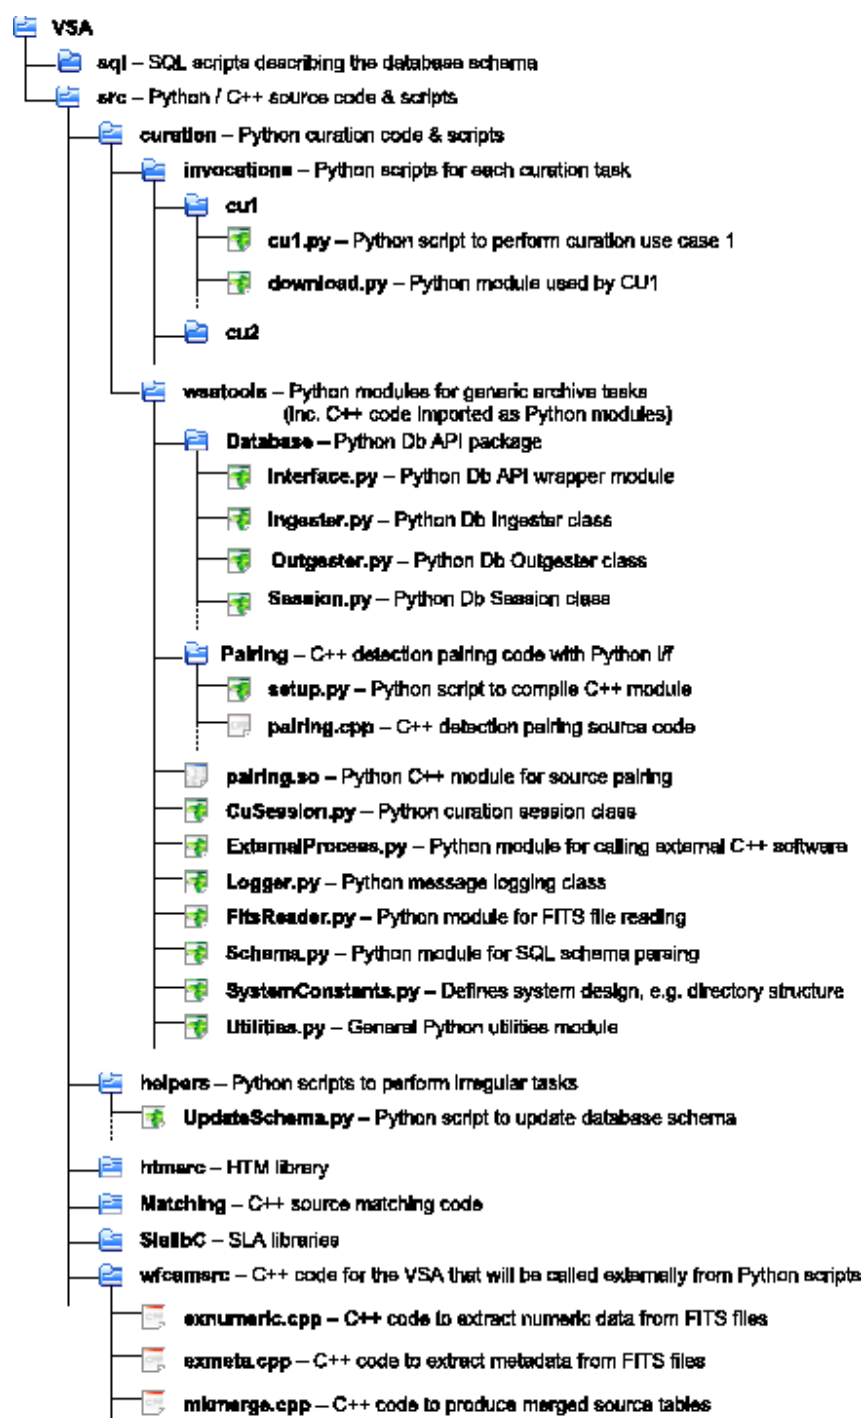 VSA
sql – SQL scripts describing the database schema
src – Python / C++ source code & scripts
curation – Python curation code & scripts
invocations – Python scripts for each curation task
cu1
cu1.py – Python script to perform curation use case 1
download.py – Python module used by CU1
cu2
wsatools – Python modules for generic archive tasks
(Inc. C++ code imported as Python modules)
Database – Python Db API package
Interface.py – Python Db API wrapper module
Ingester.py – Python Db Ingester class
Outgester.py – Python Db Outgester class
Session.py – Python Db Session class
Pairing – C++ detection pairing code with Python I/f
setup.py – Python script to compile C++ module
pairing.cpp – C++ detection pairing source code
pairing.so – Python C++ module for source pairing
CuSession.py – Python curation session class
ExternalProcess.py – Python module for calling external C++ software
Logger.py – Python message logging class
FitsReader.py – Python module for FITS file reading
Schema.py – Python module for SQL schema parsing
SystemConstants.py – Defines system design, e.g. directory structure
Utilities.py – General Python utilities module
helpers – Python scripts to perform irregular tasks
UpdateSchema.py – Python script to update database schema
htmsrc – HTM library
Matching – C++ source matching code
SlalibC – SLA libraries
wfcamsrc – C++ code for the VSA that will be called externally from Python scripts
exnumeric.cpp – C++ code to extract numeric data from FITS files
exmeta.cpp – C++ code to extract metadata from FITS files
mkmerge.cpp – C++ code to produce merged source tables